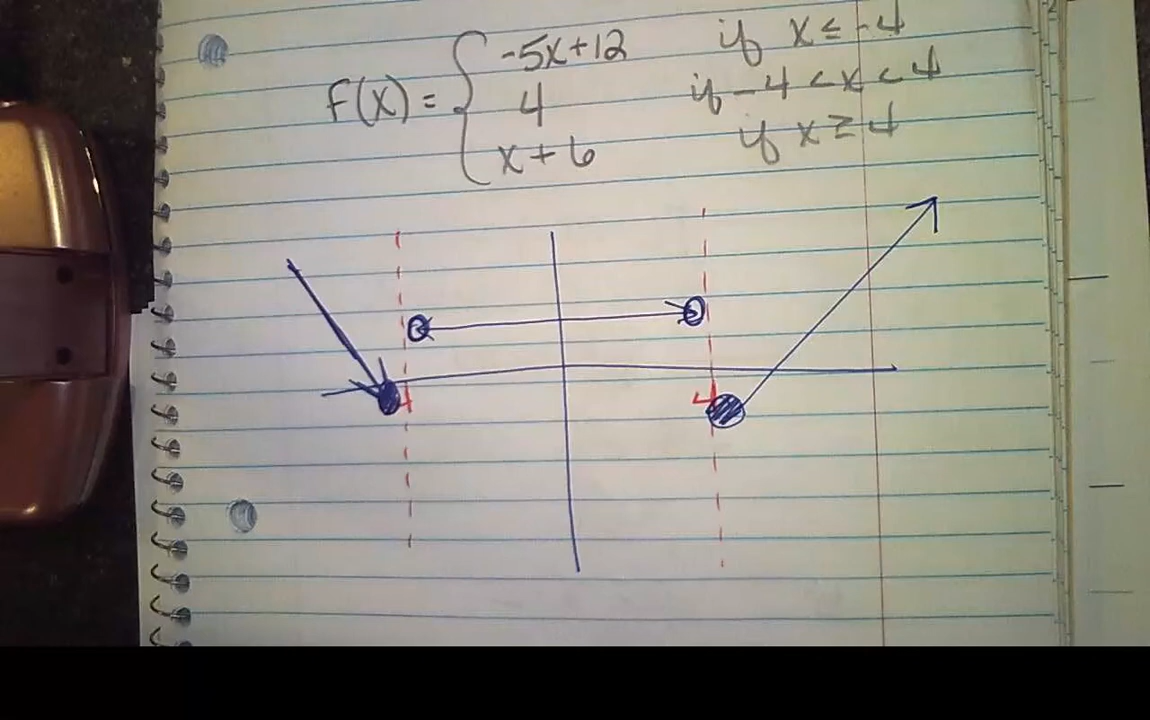 -5x+12 if x ≤ -4
F(x) = { 4 if -4 < x < 4
x+6 if x ≥ 4
4 4